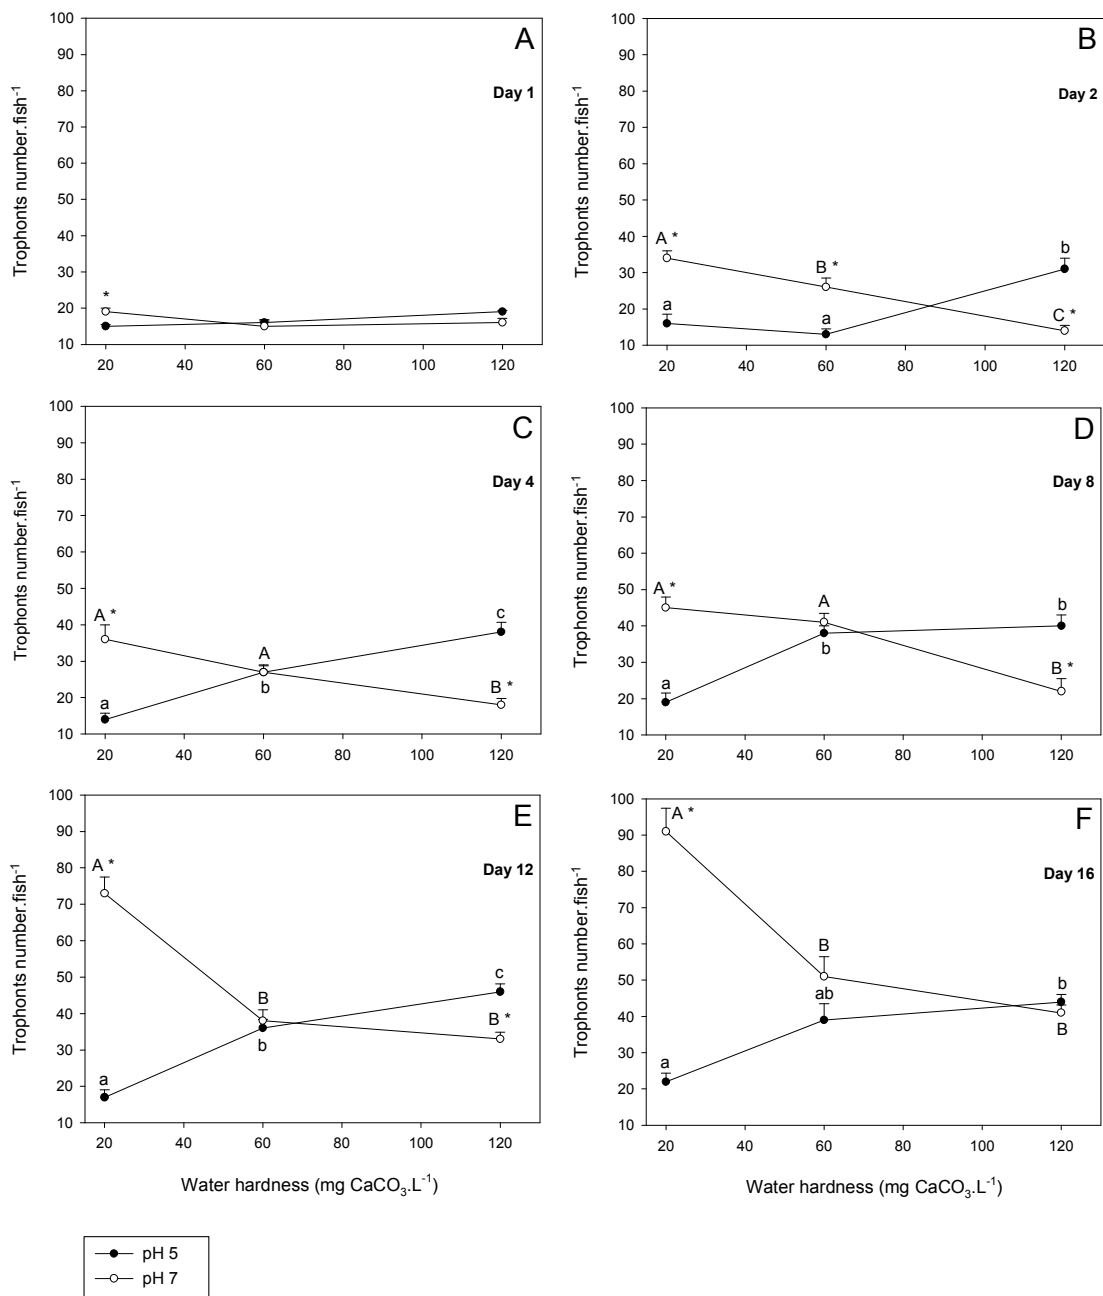 A
Day 1
Trophonts number.fish-1
100
90
80
70
60
50
40
30
20
10
*
20 40 60 80 100 120
B
Day 2
Trophonts number.fish-1
100
90
80
70
60
50
40
30
20
10
A *
B *
b
a
a
C *
20 40 60 80 100 120
C
Day 4
Trophonts number.fish-1
100
90
80
70
60
50
40
30
20
10
A *
A
c
a
b
B *
20 40 60 80 100 120
D
Day 8
Trophonts number.fish-1
100
90
80
70
60
50
40
30
20
10
A *
A
b
a
b
B *
20 40 60 80 100 120
E
Day 12
Trophonts number.fish-1
100
90
80
70
60
50
40
30
20
10
A *
B
c
a
b
B *
20 40 60 80 100 120
Water hardness (mg CaCO3.L-1)
F
Day 16
Trophonts number.fish-1
100
90
80
70
60
50
40
30
20
10
A *
B
ab
b
a
B
20 40 60 80 100 120
Water hardness (mg CaCO3.L-1)
pH 5
pH 7